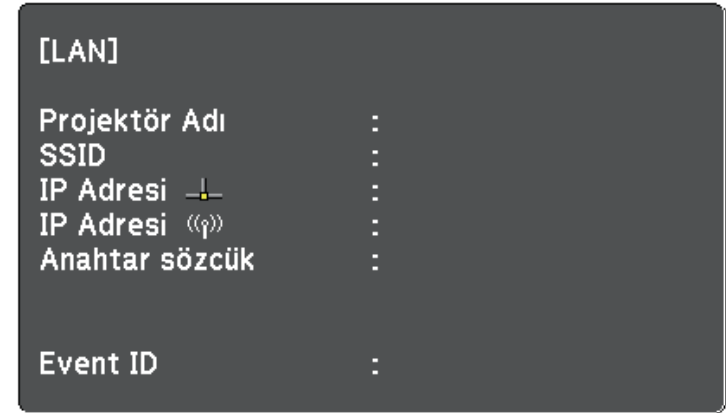 [LAN]
Projektör Adı :
SSID :
IP Adresi :
IP Adresi :
Anahtar sözcük :
Event ID :